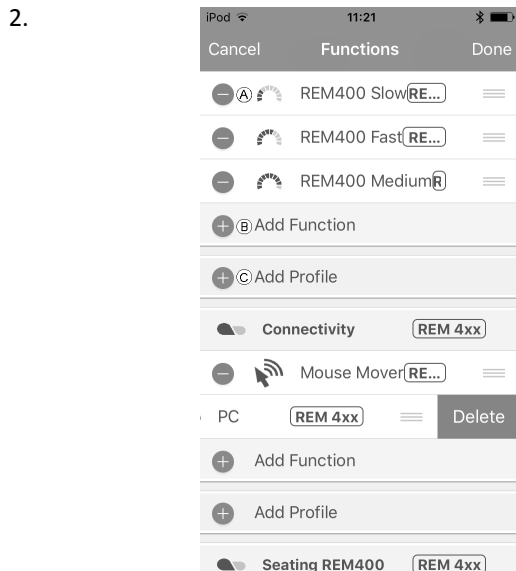 2.
iPod 11:21
Cancel Functions Done
A REM400 Slow RE...
REM400 Fast RE...
REM400 Medium R
B Add Function
C Add Profile
Connectivity REM 4xx
Mouse Mover RE...
PC REM 4xx Delete
Add Function
Add Profile
Seating REM400 REM 4xx